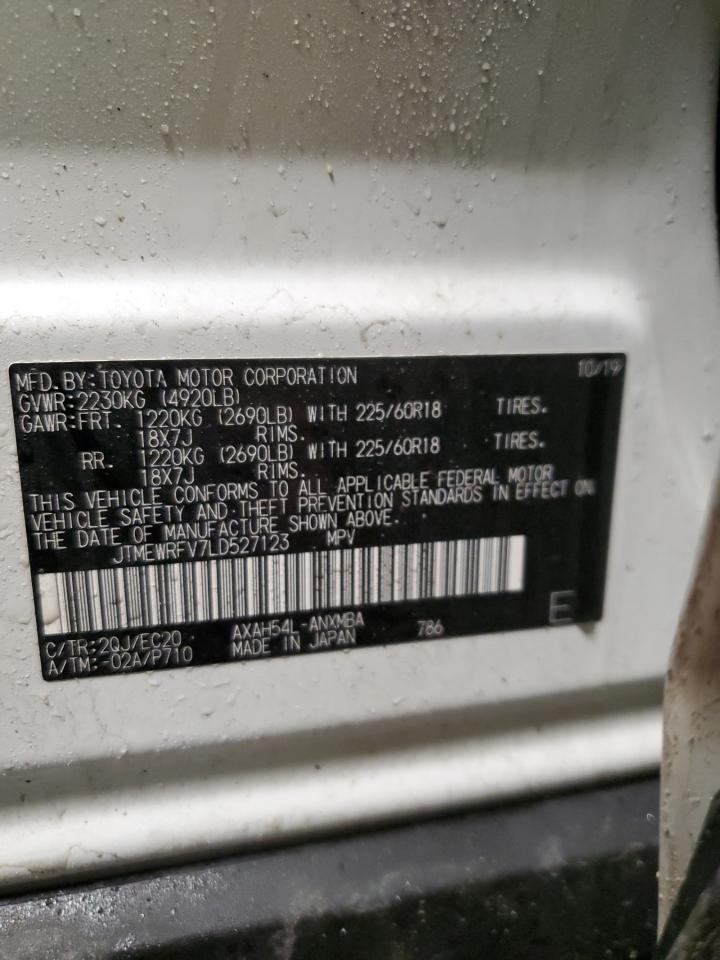 MFD. BY: TOYOTA MOTOR CORPORATION 10/19
GVWR: 2230KG (4920LB)
GAWR: FRT. 1220KG (2690LB) WITH 225/60R18 TIRES.
18X7J RIMS.
RR. 1220KG (2690LB) WITH 225/60R18 TIRES.
18X7J RIMS.
THIS VEHICLE CONFORMS TO ALL APPLICABLE FEDERAL MOTOR
VEHICLE SAFETY AND THEFT PREVENTION STANDARDS IN EFFECT ON
THE DATE OF MANUFACTURE SHOWN ABOVE.
JTMEWRFV7LD527123 MPV
C/TR: 2QJ/EC20 AXAH54L-ANXMBA 786 E
A/TM: -02A/P710 MADE IN JAPAN